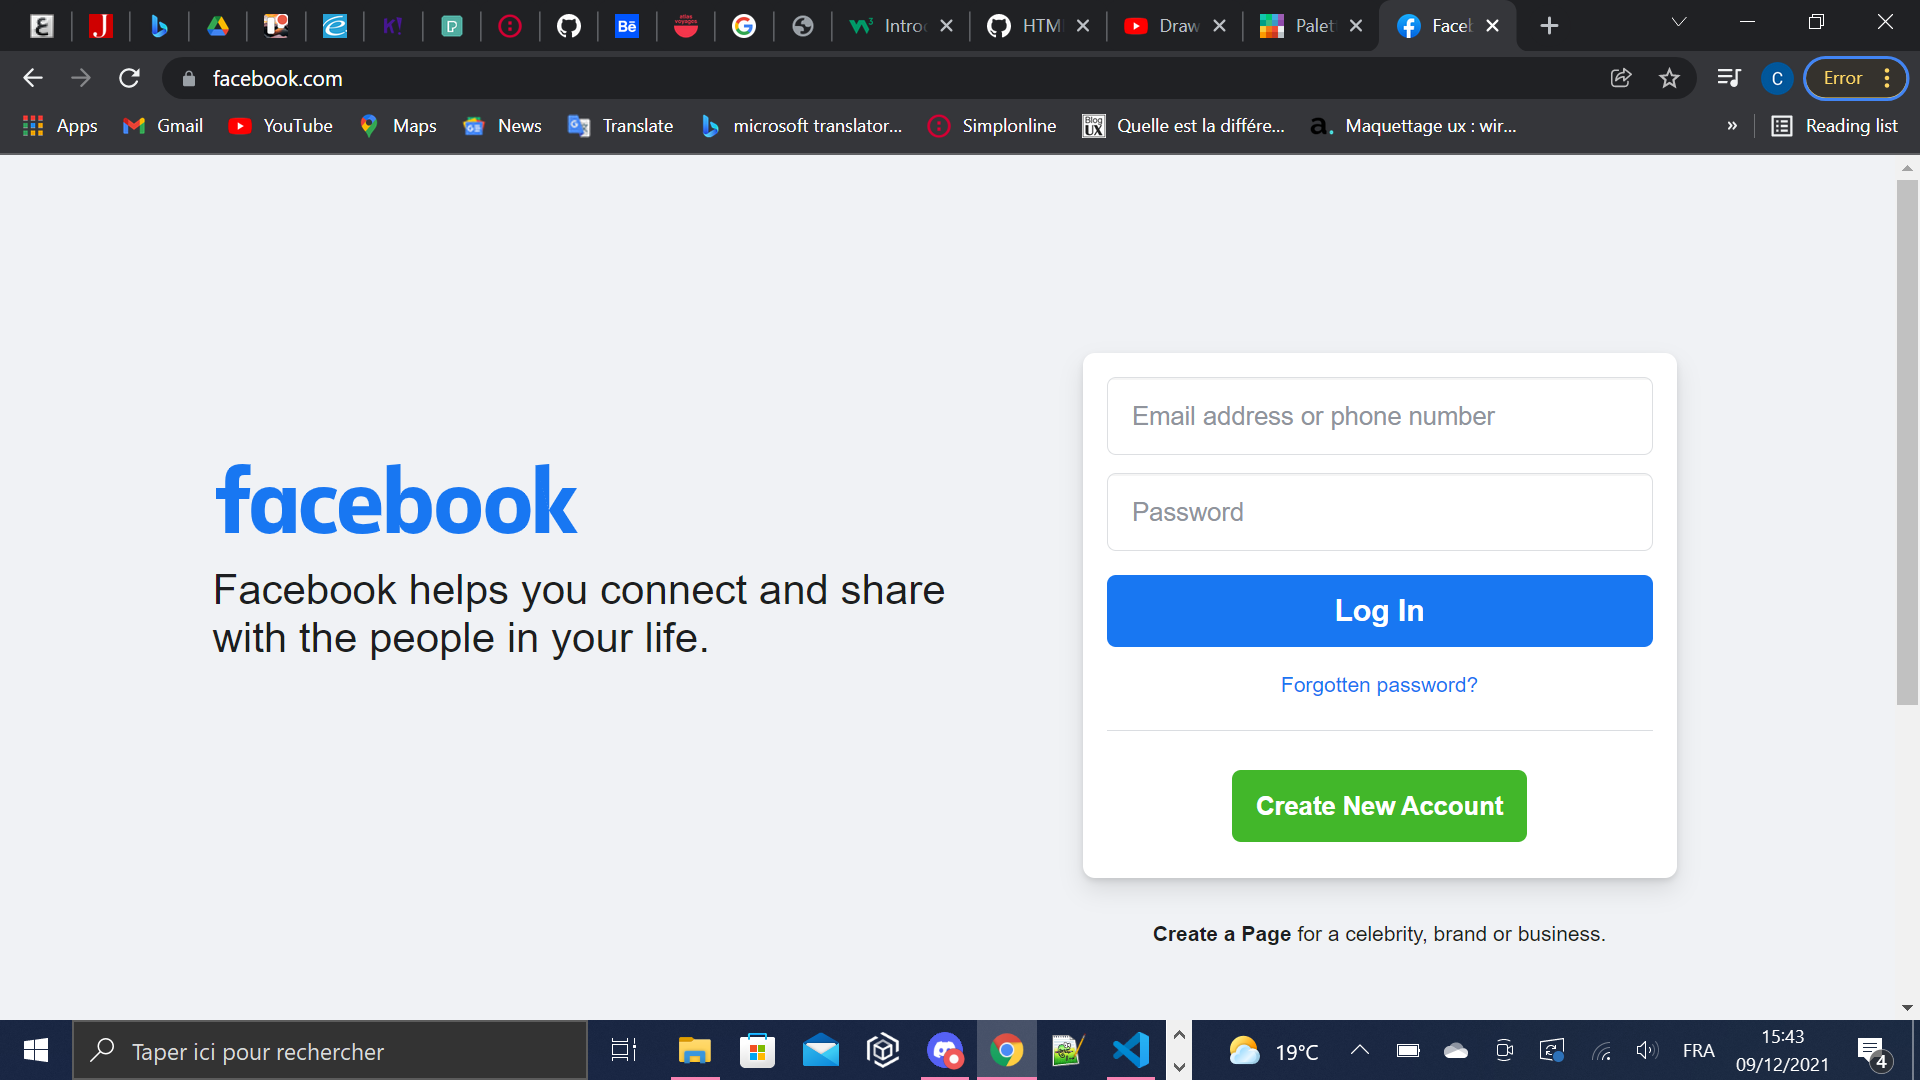 Introc
HTM
Draw
Palet
Faceb
facebook.com
C
Error
Apps
Gmail
YouTube
Maps
News
Translate
microsoft translator...
Simplonline
Quelle est la différe...
Maquettage ux : wir...
»
Reading list
facebook
Facebook helps you connect and share
with the people in your life.
Email address or phone number
Password
Log In
Forgotten password?
Create New Account
Create a Page for a celebrity, brand or business.
Taper ici pour rechercher
19°C
FRA
15:43
09/12/2021
4